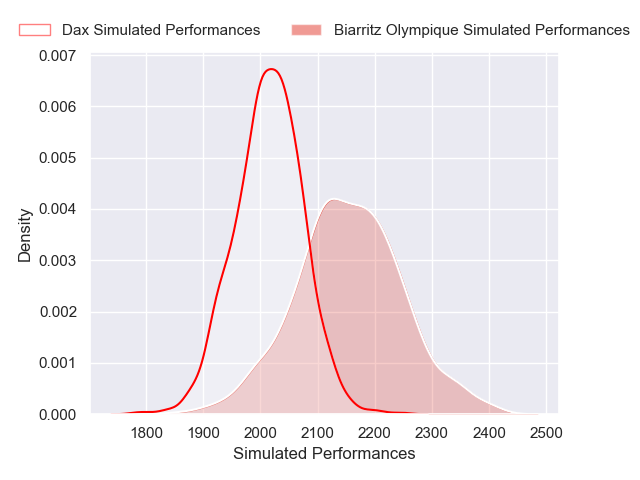 Dax Simulated Performances
Biarritz Olympique Simulated Performances
0.007
0.006
0.005
0.004
0.003
0.002
0.001
0.000
Density
1800 1900 2000 2100 2200 2300 2400 2500
Simulated Performances